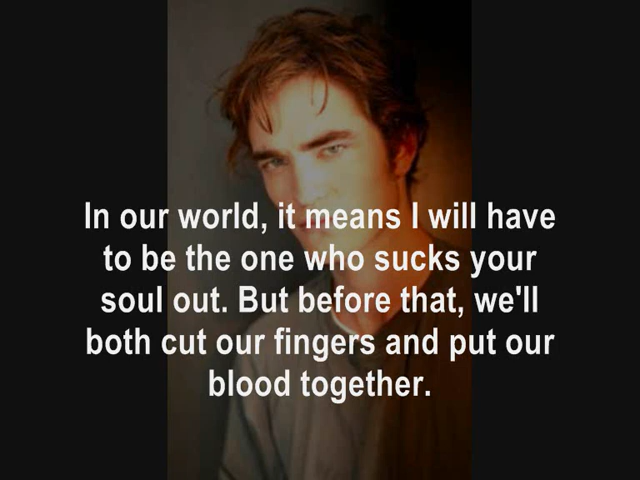 In our world, it means I will have
to be the one who sucks your
soul out. But before that, we'll
both cut our fingers and put our
blood together.